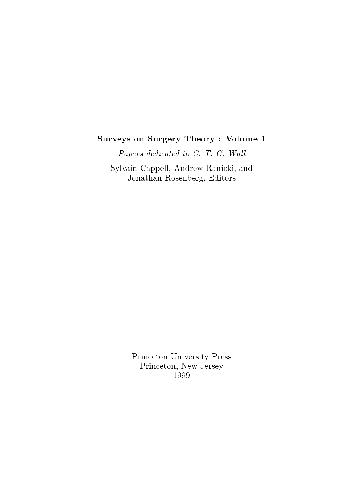 Surveys on Surgery Theory : Volume 1
Papers dedicated to C. T. C. Wall
Sylvain Cappell, Andrew Ranicki, and
Jonathan Rosenberg, Editors
Princeton University Press
Princeton, New Jersey
1999